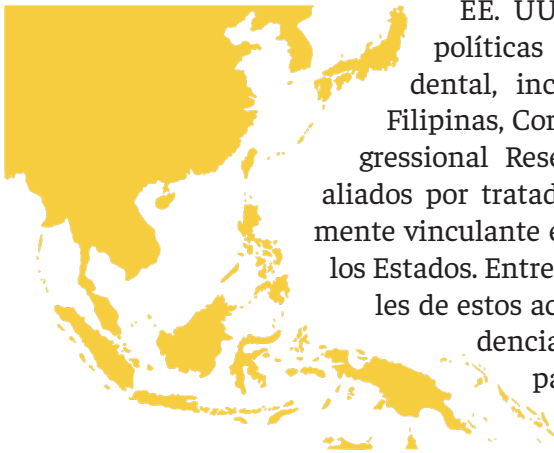 EE. UU
políticas
dental, inc
Filipinas, Cor
gressional Rese
aliados por tratad
mente vinculante e
los Estados. Entre
les de estos ac
dencia
pa